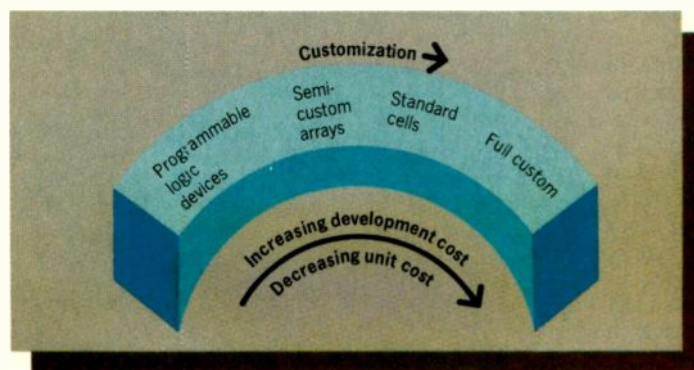 Customization
Programmable
logic
devices
Semi-
custom
arrays
Standard
cells
Full custom
Increasing development cost
Decreasing unit cost